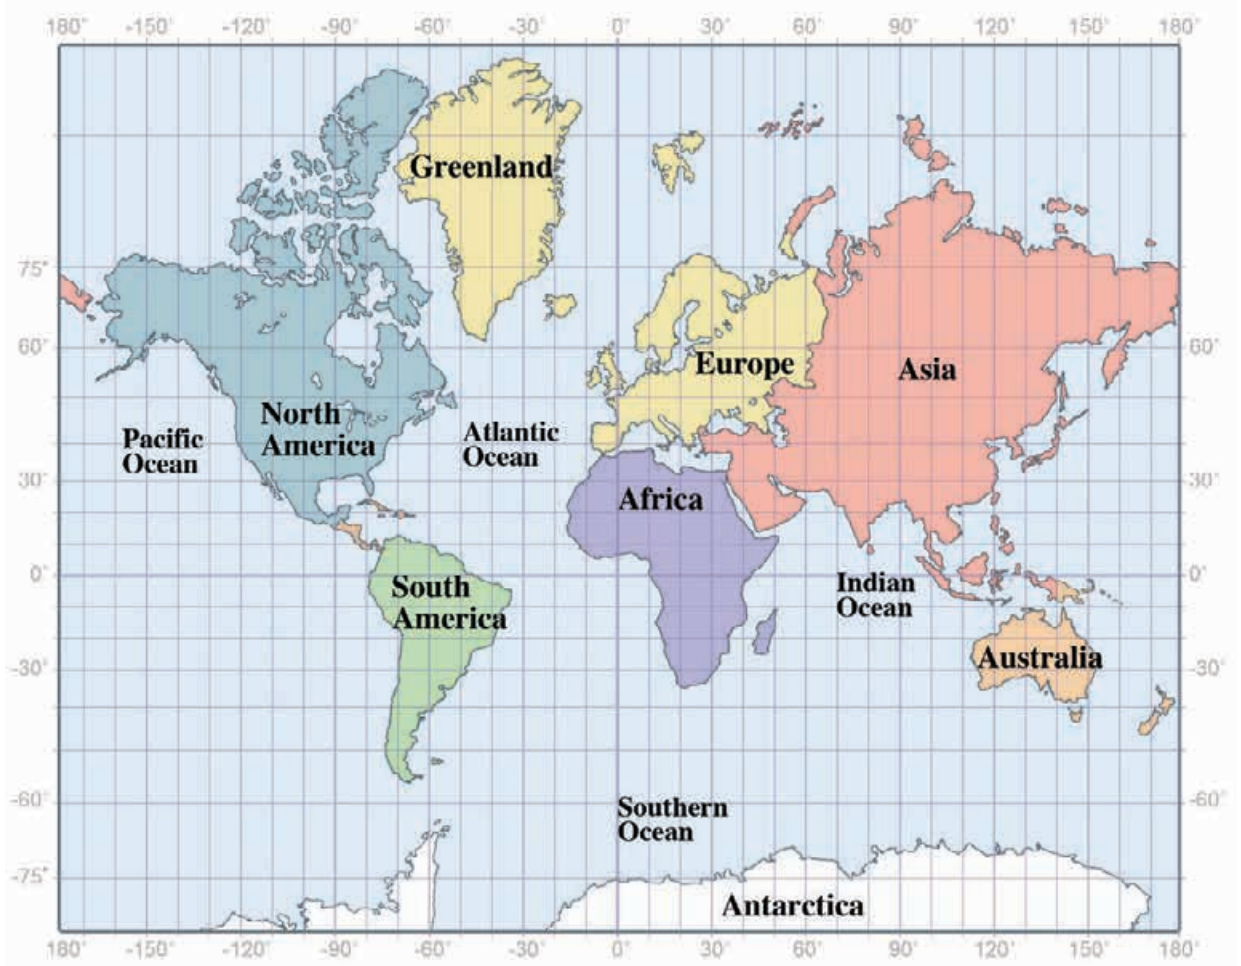 180° -150° -120° -90° -60° -30° 0° 30° 60° 90° 120° 150° 180°
Greenland
75°
60° 60°
Europe
Asia
North
America
Pacific
Ocean
Atlantic
Ocean
30° 30°
Africa
0° 0°
South
America
Indian
Ocean
-30° -30°
Australia
-60° -60°
Southern
Ocean
-75°
Antarctica
180° -150° -120° -90° -60° -30° 0° 30° 60° 90° 120° 150° 180°